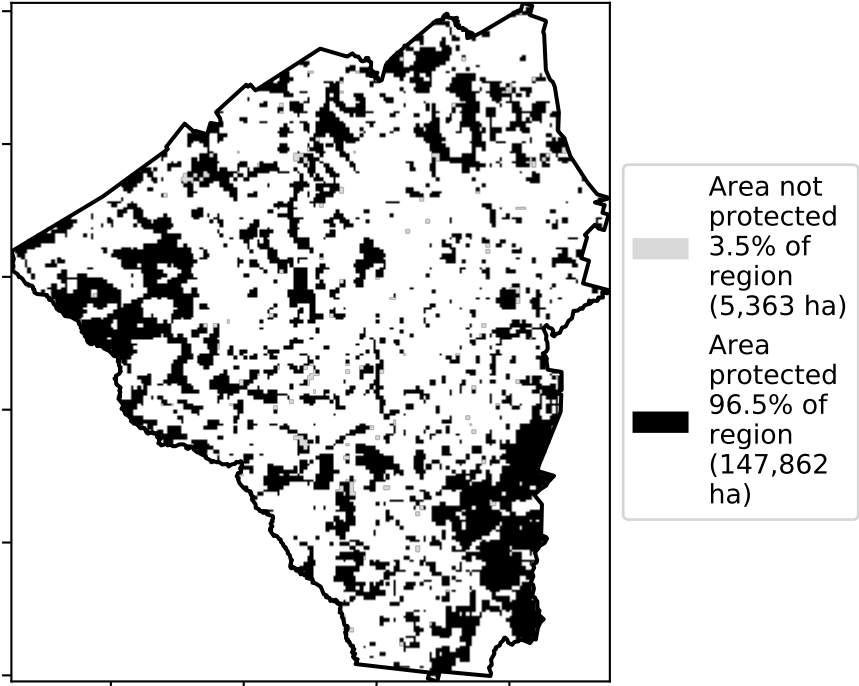 Area not
protected
3.5% of
region
(5,363 ha)
Area
protected
96.5% of
region
(147,862
ha)